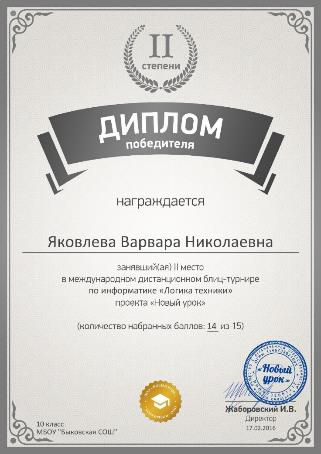 II
СТЕПЕНИ
ДИПЛОМ
победителя
награждается
Яковлева Варвара Николаевна
занявший(ая) II место
в международном дистанционном блиц-турнире
по информатике «Логика техники»
проекта «Новый урок»
(количество набранных баллов: 14 из 15)
«Новый
урок»
Жаборовский И.В.
Директор
17.02.2016
10 класс
МБОУ "Быковская СОШ"